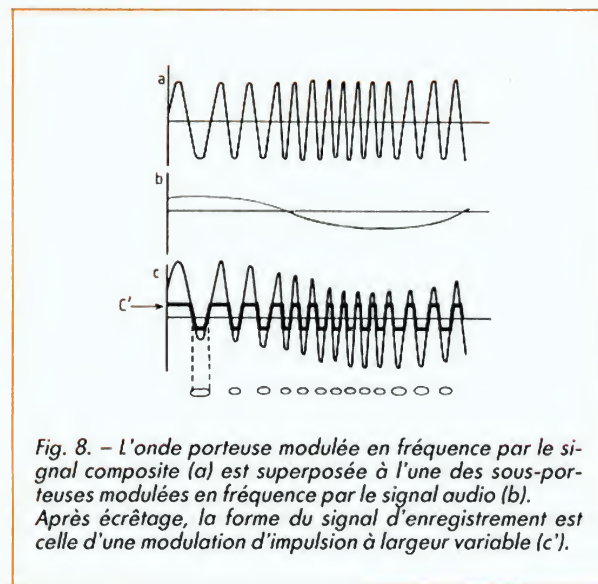 a
b
c
C'
Fig. 8. – L'onde porteuse modulée en fréquence par le si-
gnal composite (a) est superposée à l'une des sous-por-
teuses modulées en fréquence par le signal audio (b).
Après écrêtage, la forme du signal d'enregistrement est
celle d'une modulation d'impulsion à largeur variable (c').